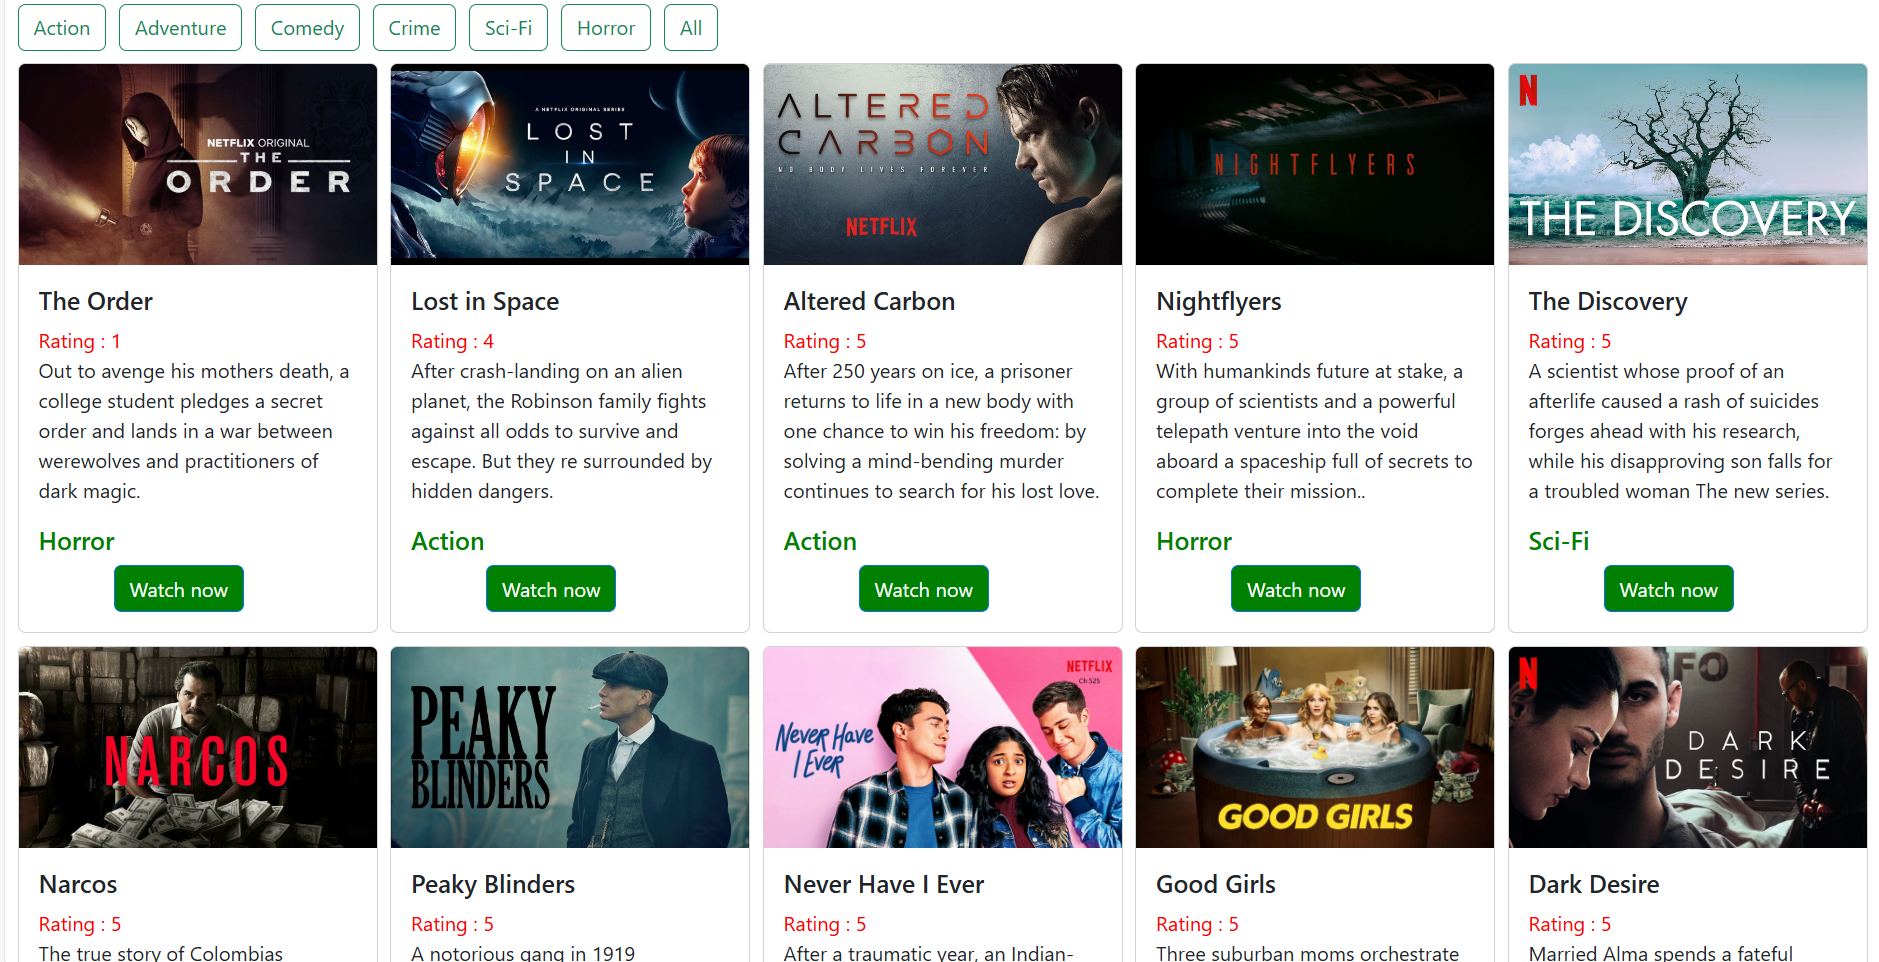 Action Adventure Comedy Crime Sci-Fi Horror All
NETFLIX ORIGINAL
THE
ORDER
The Order
Rating : 1
Out to avenge his mothers death, a
college student pledges a secret
order and lands in a war between
werewolves and practitioners of
dark magic.
Horror
Watch now
A NETFLIX ORIGINAL SERIES
LOST
IN
SPACE
Lost in Space
Rating : 4
After crash-landing on an alien
planet, the Robinson family fights
against all odds to survive and
escape. But they re surrounded by
hidden dangers.
Action
Watch now
ALTERED
CARBON
NO BODY LIVES FOREVER
NETFLIX
Altered Carbon
Rating : 5
After 250 years on ice, a prisoner
returns to life in a new body with
one chance to win his freedom: by
solving a mind-bending murder
continues to search for his lost love.
Action
Watch now
NIGHTFLYERS
Nightflyers
Rating : 5
With humankinds future at stake, a
group of scientists and a powerful
telepath venture into the void
aboard a spaceship full of secrets to
complete their mission..
Horror
Watch now
N
THE DISCOVERY
The Discovery
Rating : 5
A scientist whose proof of an
afterlife caused a rash of suicides
forges ahead with his research,
while his disapproving son falls for
a troubled woman The new series.
Sci-Fi
Watch now
NARCOS
Narcos
Rating : 5
The true story of Colombias
PEAKY
BLINDERS
Peaky Blinders
Rating : 5
A notorious gang in 1919
NETFLIX
Ch 525
Never Have
I Ever
Never Have I Ever
Rating : 5
After a traumatic year, an Indian-
GOOD GIRLS
Good Girls
Rating : 5
Three suburban moms orchestrate
N
FO
DARK
DESIRE
Dark Desire
Rating : 5
Married Alma spends a fateful